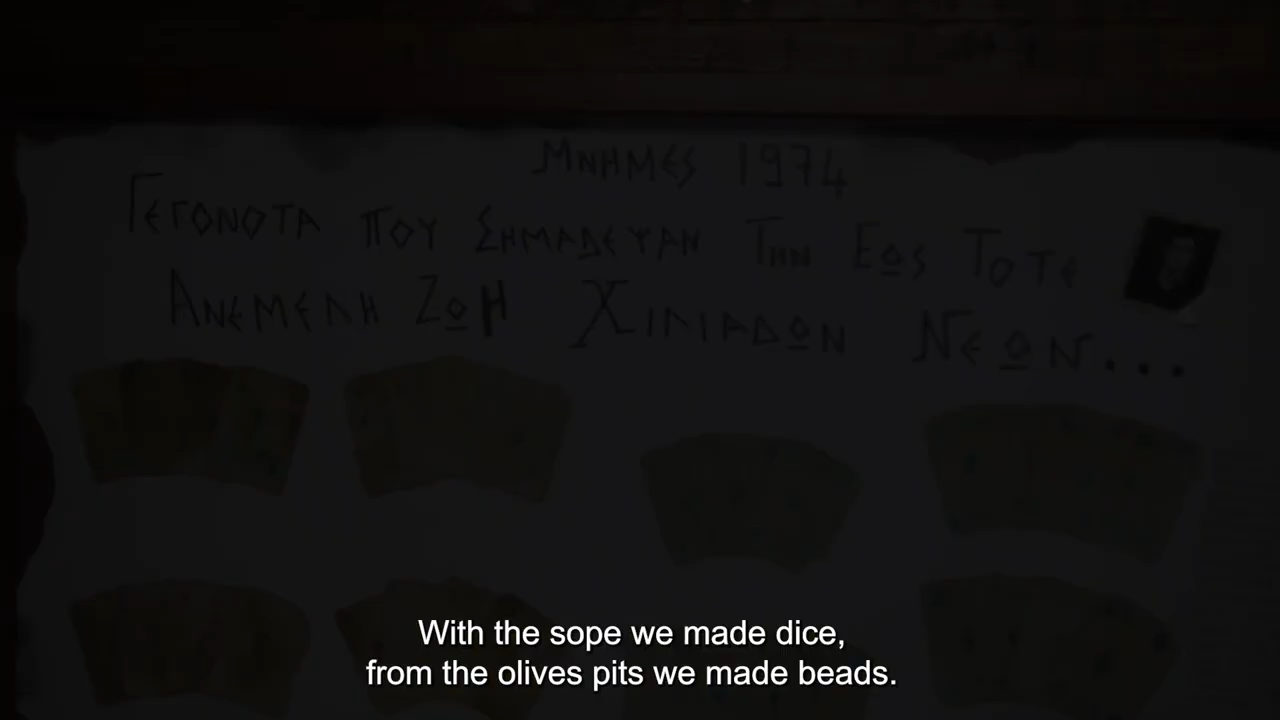 ΜΝΗΜΕΣ 1974
ΓΕΓΟΝΟΤΑ ΠΟΥ ΣΗΜΑΔΕΨΑΝ ΤΗΝ ΕΩΣ ΤΟΤΕ
ΑΝΕΜΕΛΗ ΖΩΗ ΧΙΛΙΑΔΩΝ ΝΕΩΝ...
With the sope we made dice,
from the olives pits we made beads.